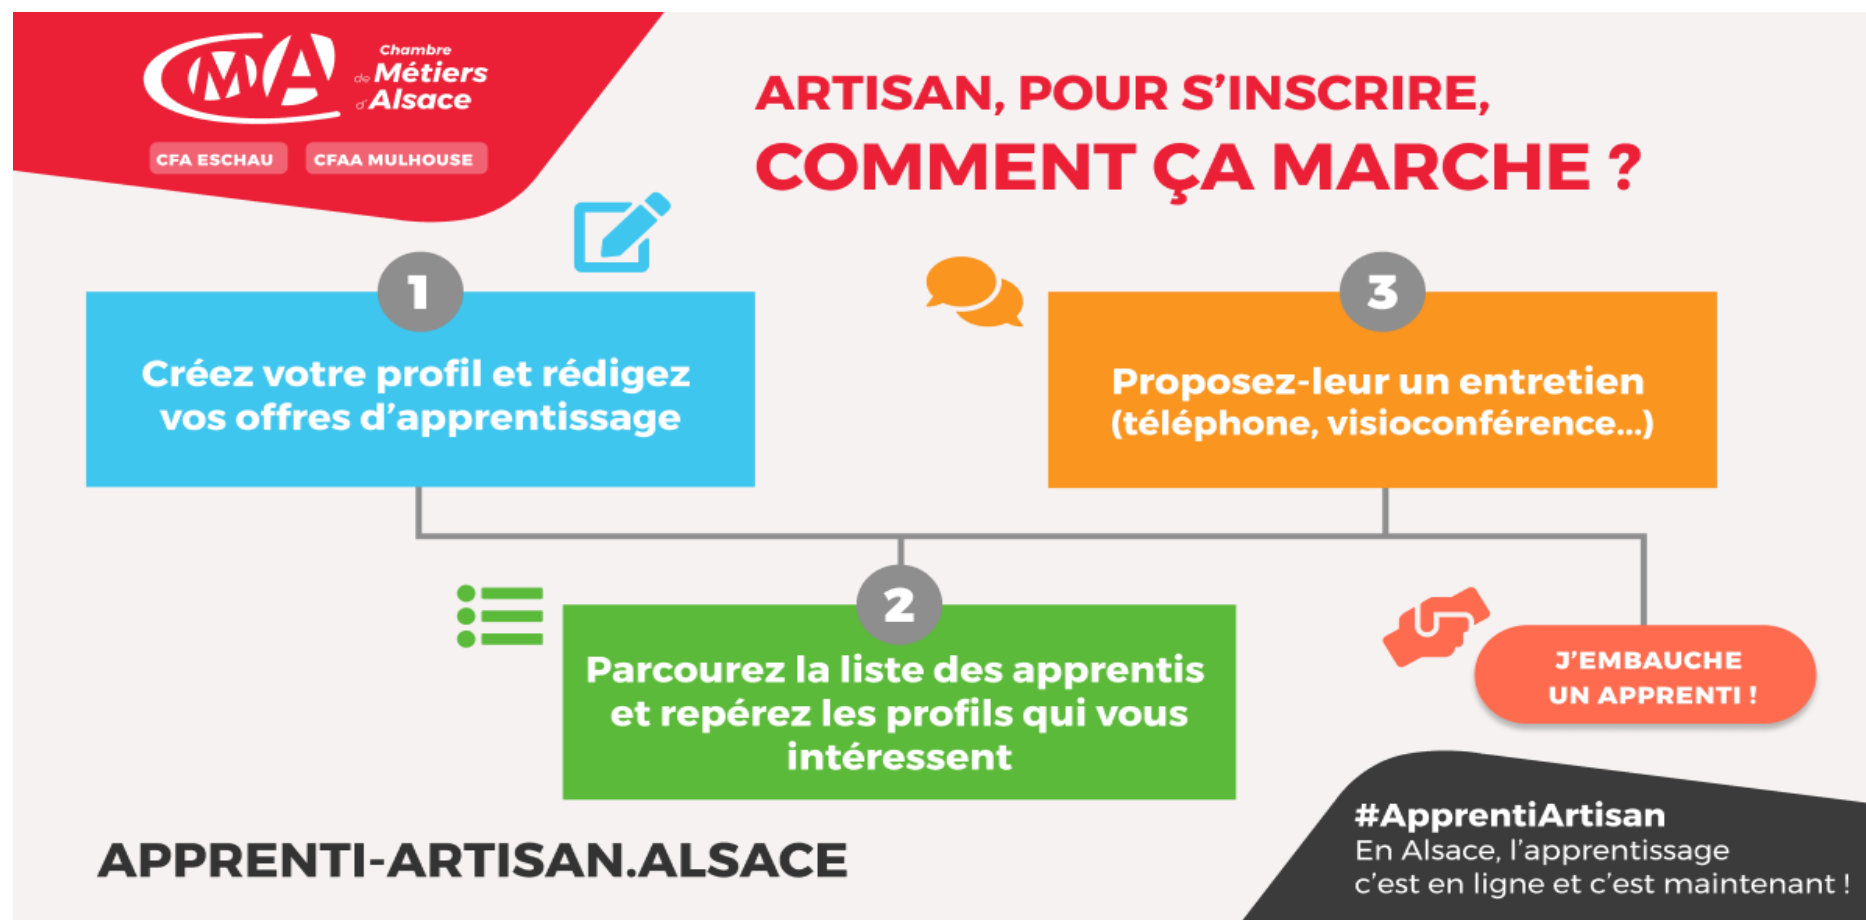 CMA
Chambre
de Métiers
d'Alsace
CFA ESCHAU
CFAA MULHOUSE
ARTISAN, POUR S'INSCRIRE,
COMMENT ÇA MARCHE ?
1
Créez votre profil et rédigez
vos offres d'apprentissage
2
Parcourez la liste des apprentis
et repérez les profils qui vous
intéressent
3
Proposez-leur un entretien
(téléphone, visioconférence...)
J'EMBAUCHE
UN APPRENTI !
APPRENTI-ARTISAN.ALSACE
#ApprentiArtisan
En Alsace, l'apprentissage
c'est en ligne et c'est maintenant !